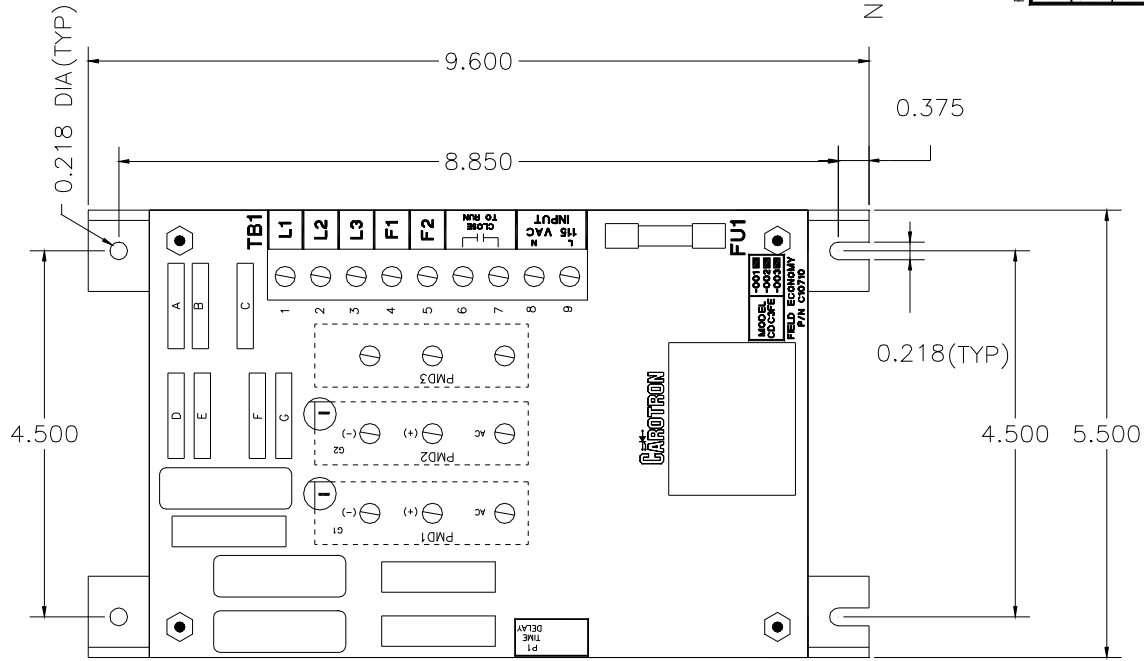 N
9.600
0.218 DIA(TYP)
0.375
8.850
TB1
L1
L2
L3
F1
F2
CLOSE
TO RUN
115 VAC
INPUT
N
L
FU1
1
2
3
4
5
6
7
8
9
A
B
C
MODEL
CDC3FE
-001
-002
-003
FIELD ECONOMY
P/N C10710
0.218(TYP)
PMD3
D
E
F
G
4.500
CAROTRON
4.500
5.500
G2
(-)
(+)
AC
PMD2
G1
(-)
(+)
AC
PMD1
P1
TIME
DELAY